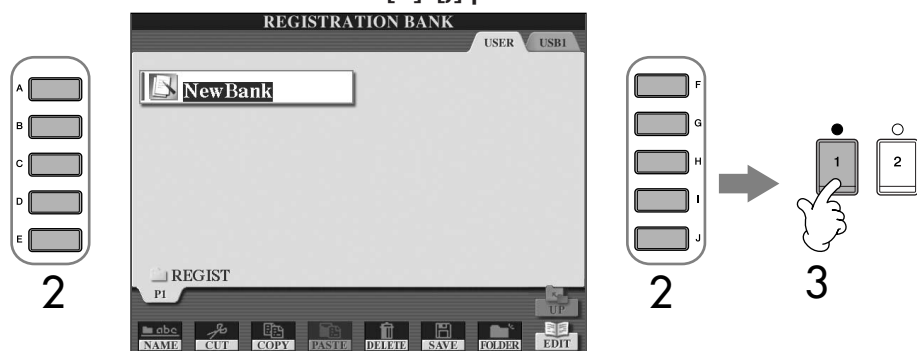 REGISTRATION BANK
USER USB1
NewBank
A
B
C
D
E
2
F
G
H
I
J
2
1 2
3
REGIST
P1
UP
abc
NAME CUT COPY PASTE DELETE SAVE FOLDER EDIT